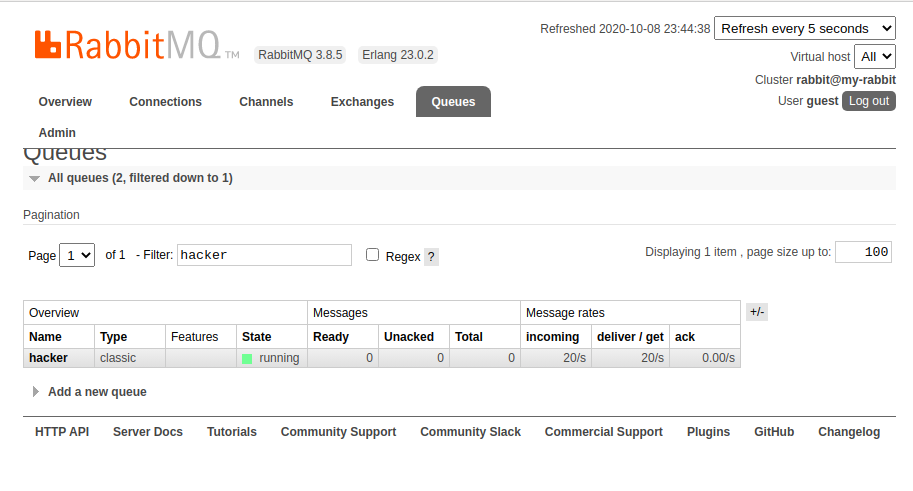 RabbitMQ TM RabbitMQ 3.8.5 Erlang 23.0.2
Refreshed 2020-10-08 23:44:38 Refresh every 5 seconds
Virtual host All
Cluster rabbit@my-rabbit
User guest Log out
Overview Connections Channels Exchanges Queues
Admin
Queues
All queues (2, filtered down to 1)
Pagination
Page 1 of 1 - Filter: hacker Regex ? Displaying 1 item , page size up to: 100
Overview Messages Message rates +/-
Name Type Features State Ready Unacked Total incoming deliver / get ack
hacker classic running 0 0 0 20/s 20/s 0.00/s
Add a new queue
HTTP API Server Docs Tutorials Community Support Community Slack Commercial Support Plugins GitHub Changelog